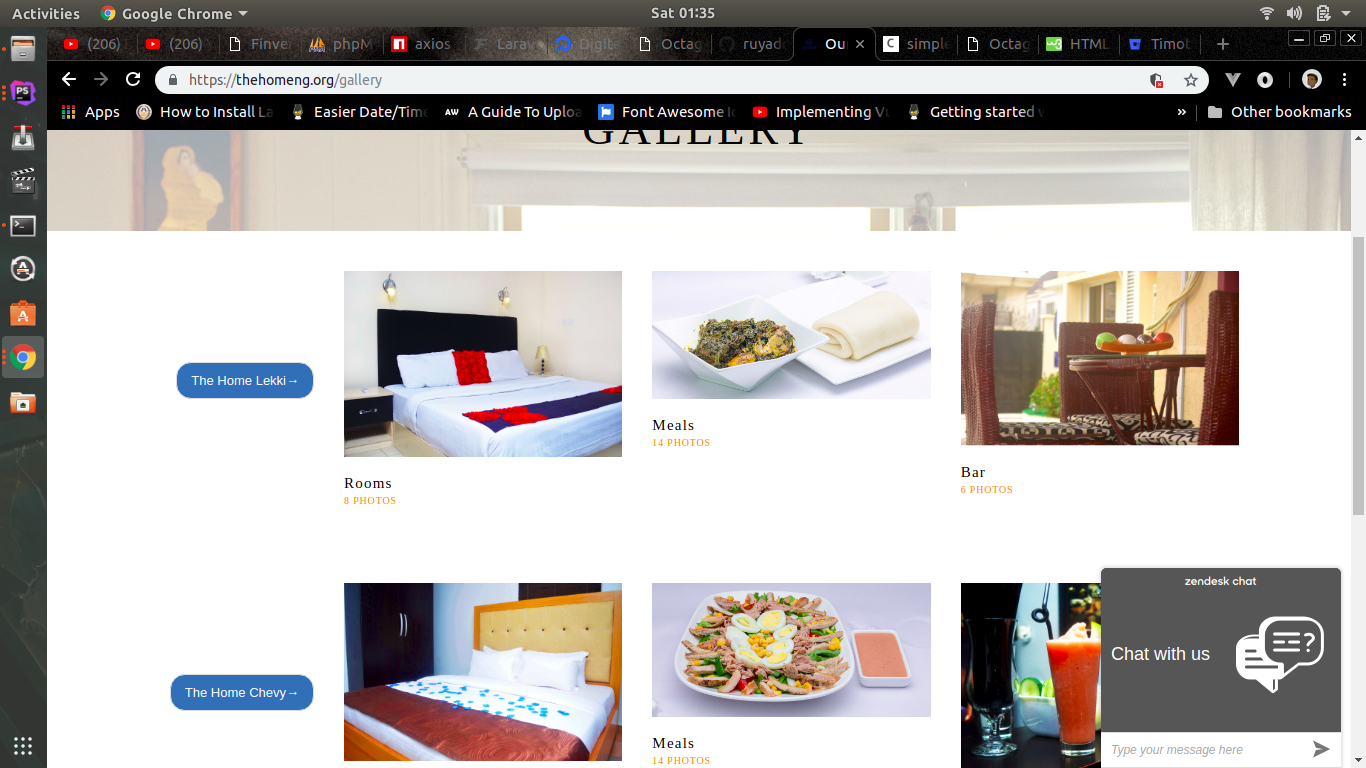 Activities Google Chrome Sat 01:35
(206) (206) Finver phpM axios Larav Digita Octag ruyad Ou simple Octag HTML Timot
https://thehomeng.org/gallery
Apps How to Install La Easier Date/Time AW A Guide To Uploa Font Awesome Ic Implementing Vu Getting started w » Other bookmarks
GALLERY
The Home Lekki→
Rooms
8 PHOTOS
Meals
14 PHOTOS
Bar
6 PHOTOS
The Home Chevy→
Meals
14 PHOTOS
zendesk chat
Chat with us
Type your message here